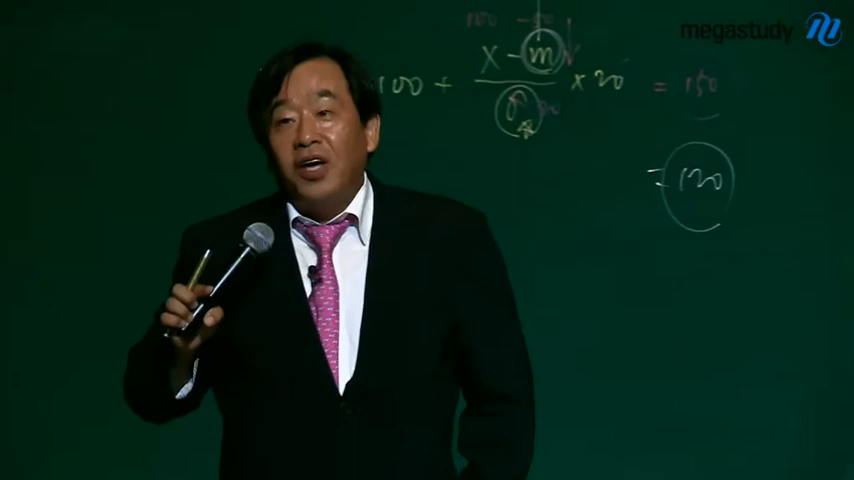 megastudy
X - m
100 + ——— × 20 = 150
σ
= 120